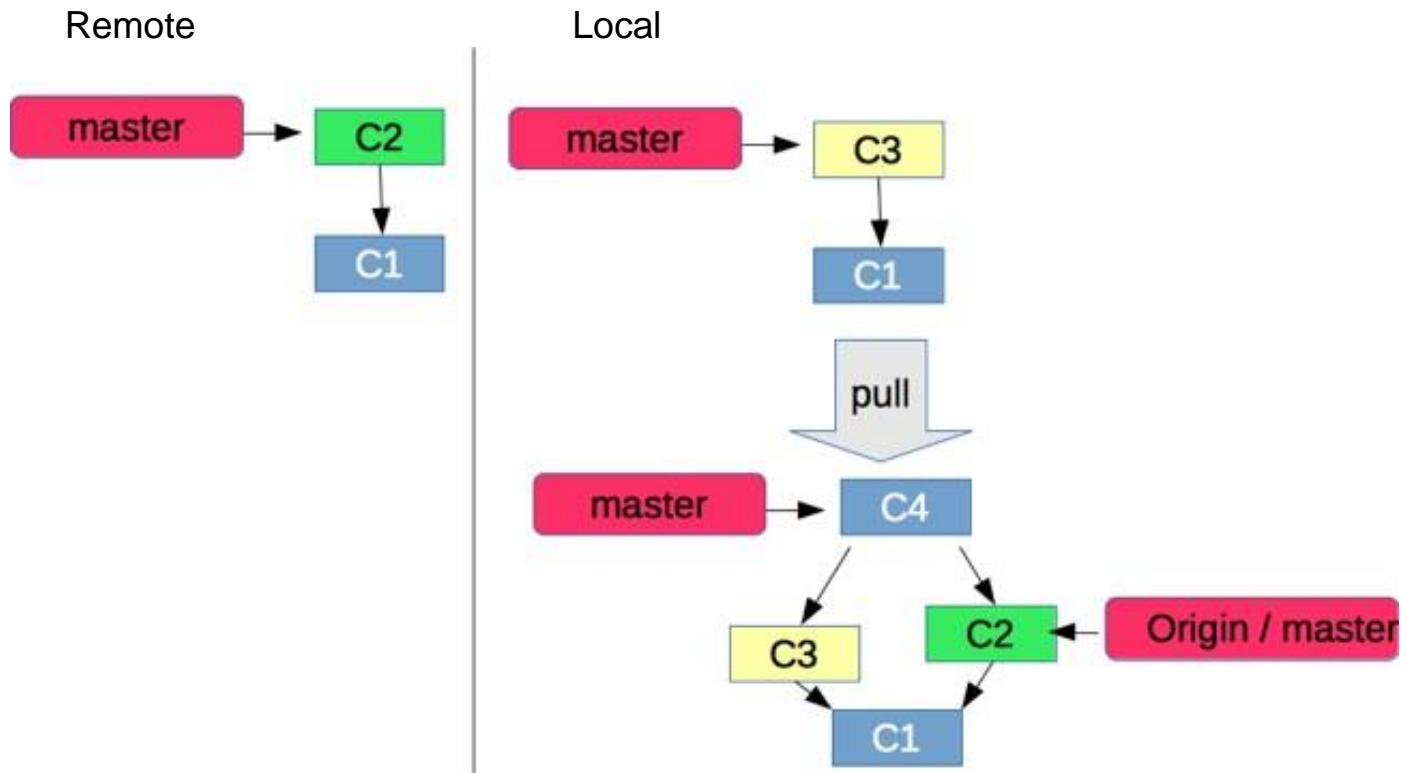 Remote
Local
master
C2
C1
master
C3
C1
pull
master
C4
C3
C2
Origin / master
C1